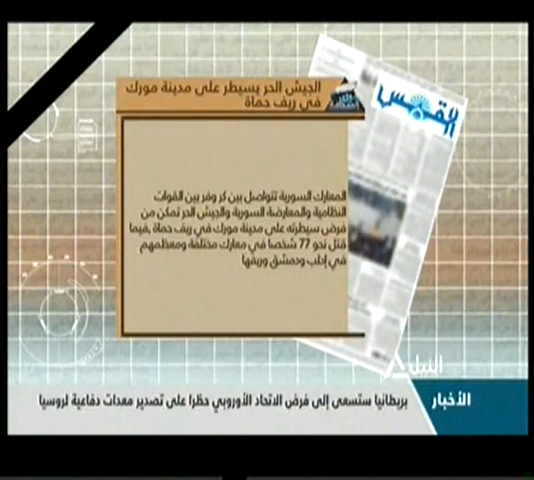 الجيش الحر يسيطر على مدينة مورك
في ريف حماة
القدس
المعارك السورية تتواصل بين كر وفر بين القوات
النظامية والمعارضة السورية والجيش الحر تمكن من
فرض سيطرته على مدينة مورك في ريف حماة ,فيما
قتل نحو 77 شخصا في معارك مختلفة ومعظمهم
في إدلب ودمشق وريفها
النيل
الأخبار
بريطانيا ستسعى إلى فرض الاتحاد الأوروبي حظرا على تصدير معدات دفاعية لروسيا